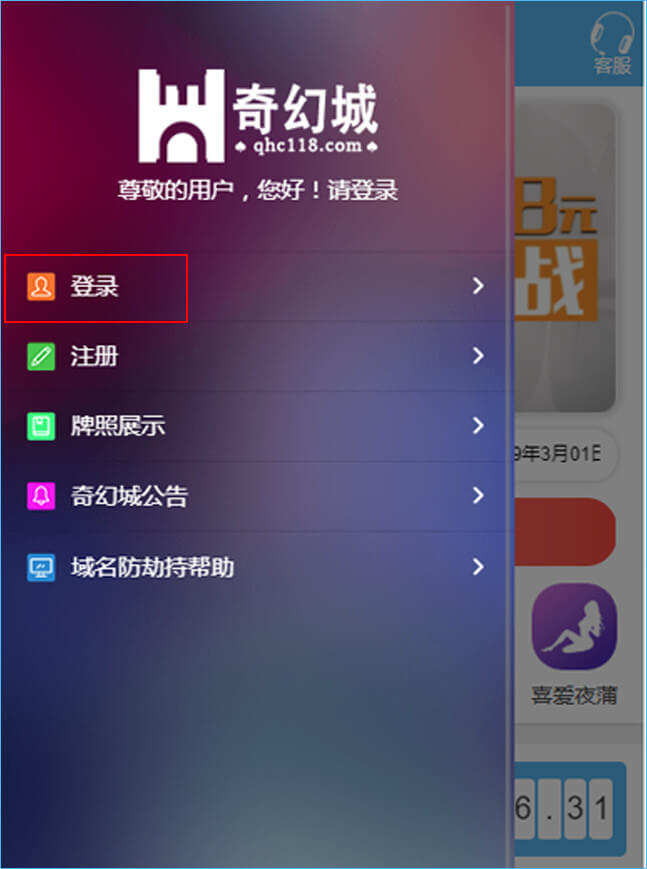 奇幻城
qhc118.com
尊敬的用户，您好！请登录
登录
注册
牌照展示
奇幻城公告
域名防劫持帮助
客服
8元
战
9年3月01日
喜爱夜蒲
6.31